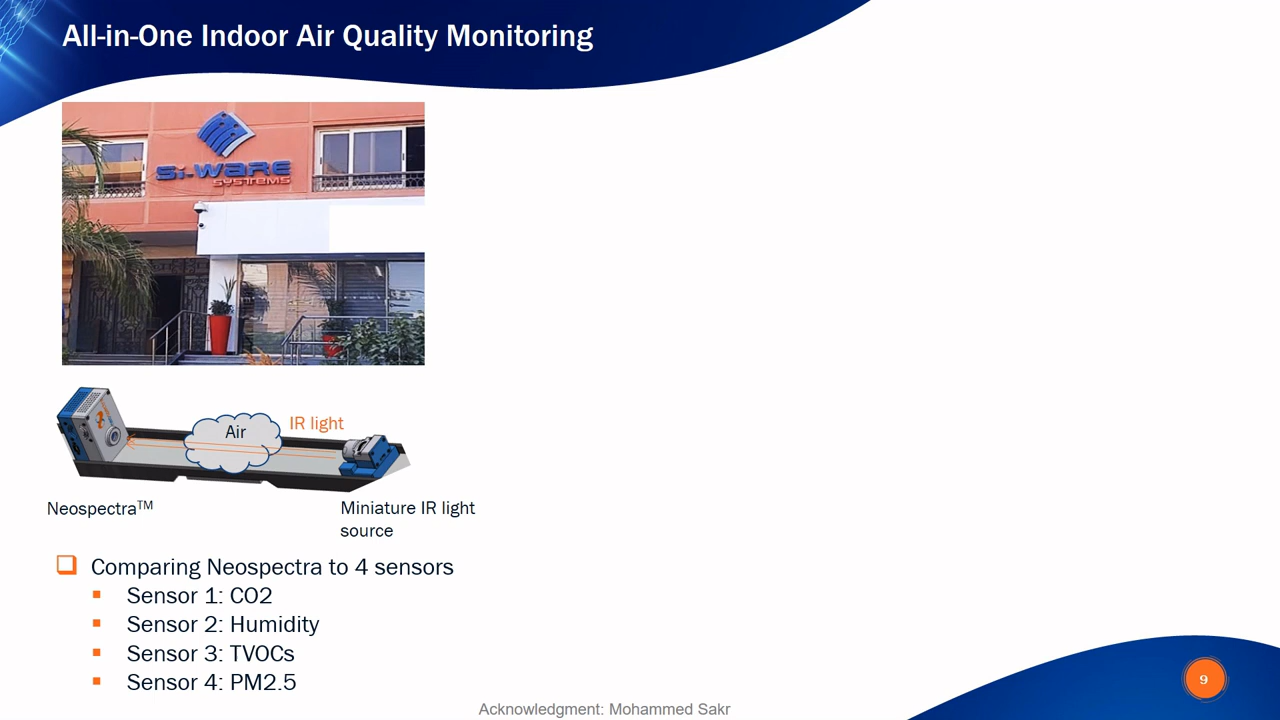 All-in-One Indoor Air Quality Monitoring
Si-WARE
SYSTEMS
IR light
Air
Neospectra™
Miniature IR light
source
❑ Comparing Neospectra to 4 sensors
▪ Sensor 1: CO2
▪ Sensor 2: Humidity
▪ Sensor 3: TVOCs
▪ Sensor 4: PM2.5
Acknowledgment: Mohammed Sakr
9